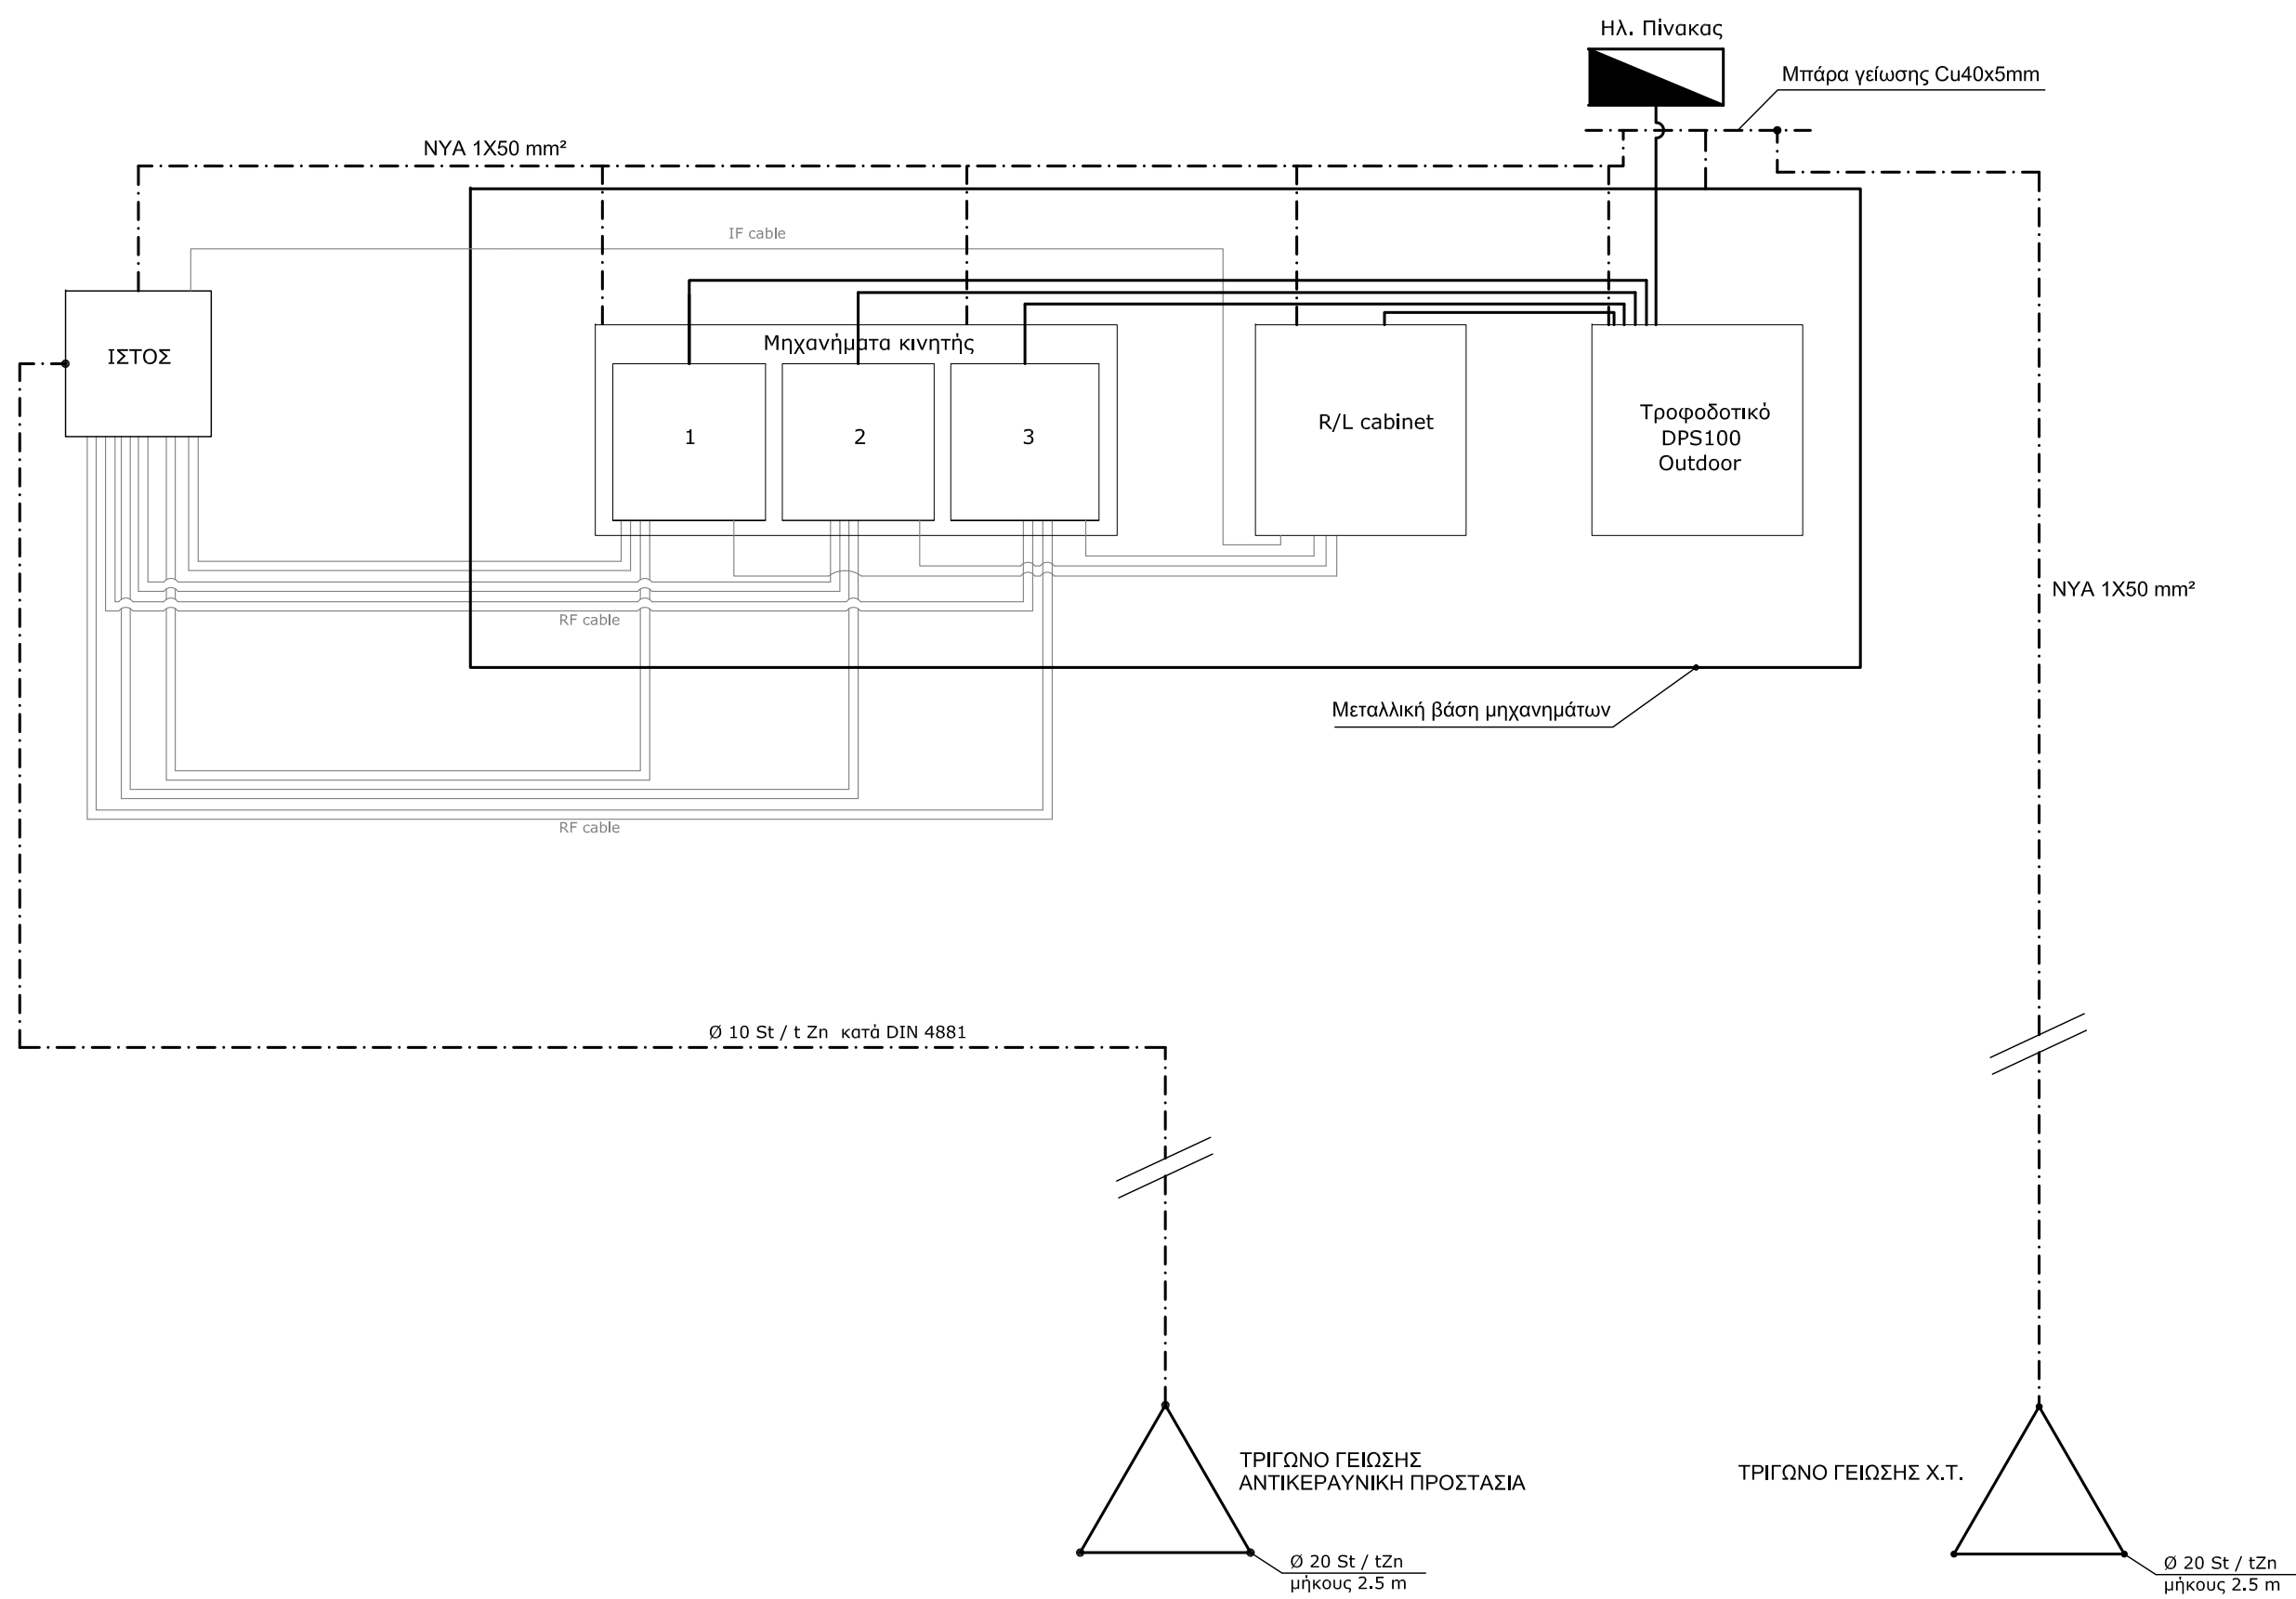 Ηλ. Πίνακας
Μπάρα γείωσης Cu40x5mm
NYA 1X50 mm²
IF cable
ΙΣΤΟΣ
Μηχανήματα κινητής
1
2
3
R/L cabinet
Τροφοδοτικό
DPS100
Outdoor
NYA 1X50 mm²
RF cable
Μεταλλική βάση μηχανημάτων
RF cable
Ø 10 St / t Zn κατά DIN 4881
ΤΡΙΓΩΝΟ ΓΕΙΩΣΗΣ
ΑΝΤΙΚΕΡΑΥΝΙΚΗ ΠΡΟΣΤΑΣΙΑ
Ø 20 St / tZn
μήκους 2.5 m
ΤΡΙΓΩΝΟ ΓΕΙΩΣΗΣ Χ.Τ.
Ø 20 St / tZn
μήκους 2.5 m